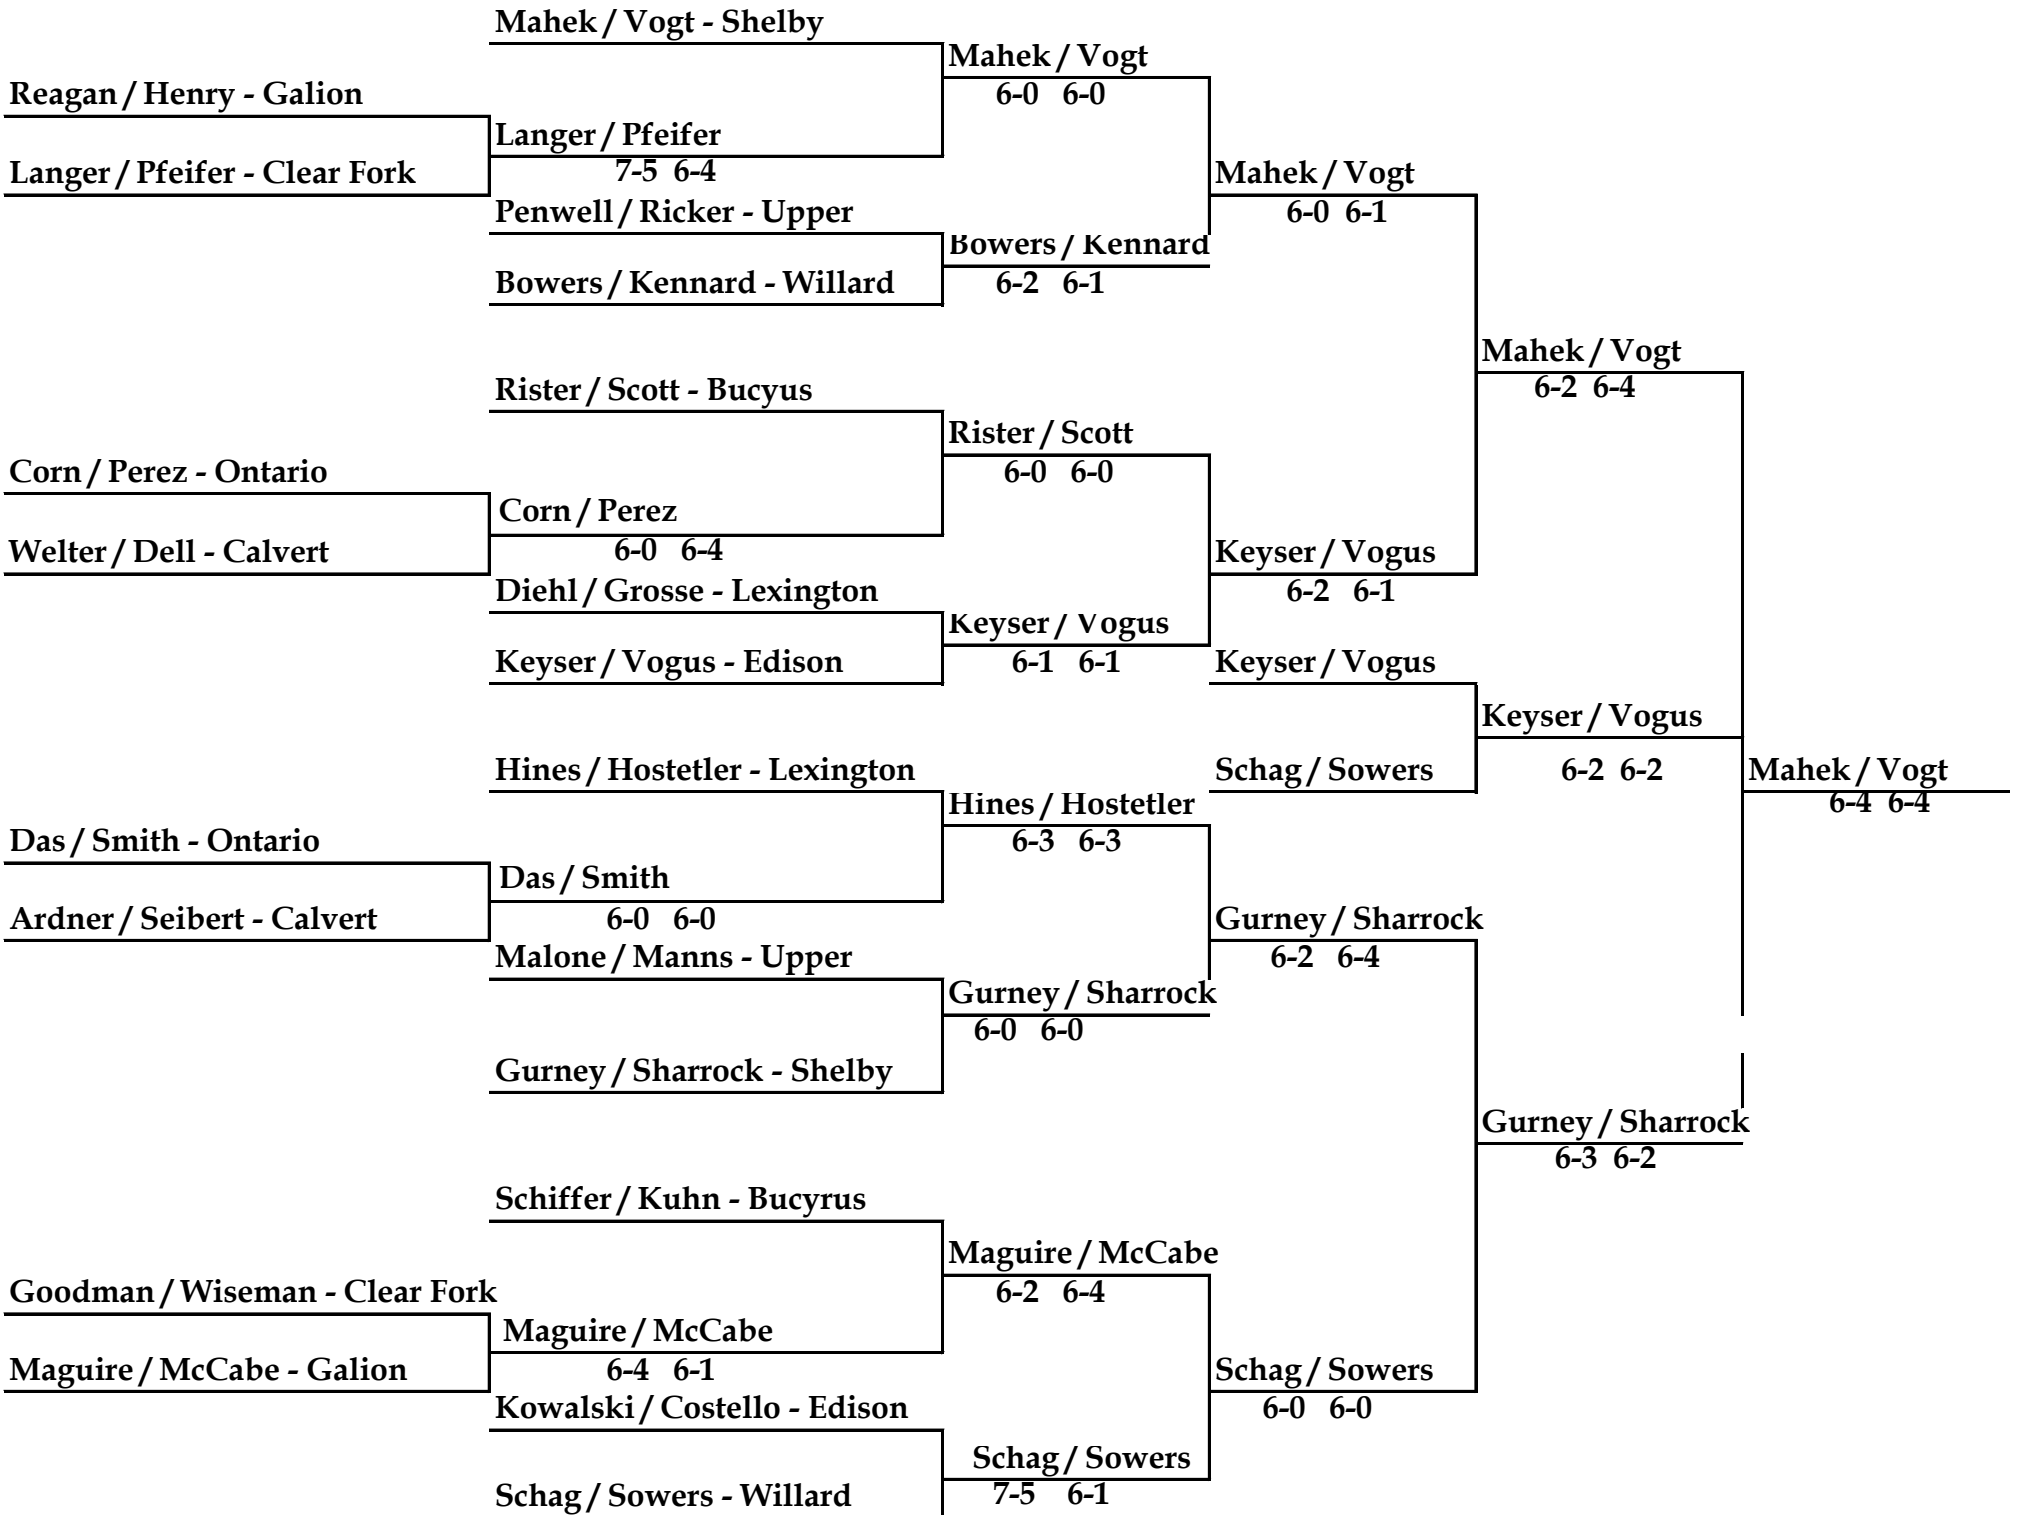 Mahek / Vogt - Shelby
Mahek / Vogt
6-0 6-0
Reagan / Henry - Galion
Langer / Pfeifer
7-5 6-4
Langer / Pfeifer - Clear Fork
Mahek / Vogt
6-0 6-1
Penwell / Ricker - Upper
Bowers / Kennard
6-2 6-1
Bowers / Kennard - Willard
Mahek / Vogt
6-2 6-4
Rister / Scott - Bucyus
Rister / Scott
6-0 6-0
Corn / Perez - Ontario
Corn / Perez
6-0 6-4
Welter / Dell - Calvert
Keyser / Vogus
6-2 6-1
Diehl / Grosse - Lexington
Keyser / Vogus
6-1 6-1
Keyser / Vogus - Edison
Keyser / Vogus
Keyser / Vogus
6-2 6-2
Hines / Hostetler - Lexington
Schag / Sowers
Mahek / Vogt
6-4 6-4
Hines / Hostetler
6-3 6-3
Das / Smith - Ontario
Das / Smith
6-0 6-0
Ardner / Seibert - Calvert
Gurney / Sharrock
6-2 6-4
Malone / Manns - Upper
Gurney / Sharrock
6-0 6-0
Gurney / Sharrock - Shelby
Gurney / Sharrock
6-3 6-2
Schiffer / Kuhn - Bucyrus
Maguire / McCabe
6-2 6-4
Goodman / Wiseman - Clear Fork
Maguire / McCabe
6-4 6-1
Maguire / McCabe - Galion
Schag / Sowers
6-0 6-0
Kowalski / Costello - Edison
Schag / Sowers
7-5 6-1
Schag / Sowers - Willard